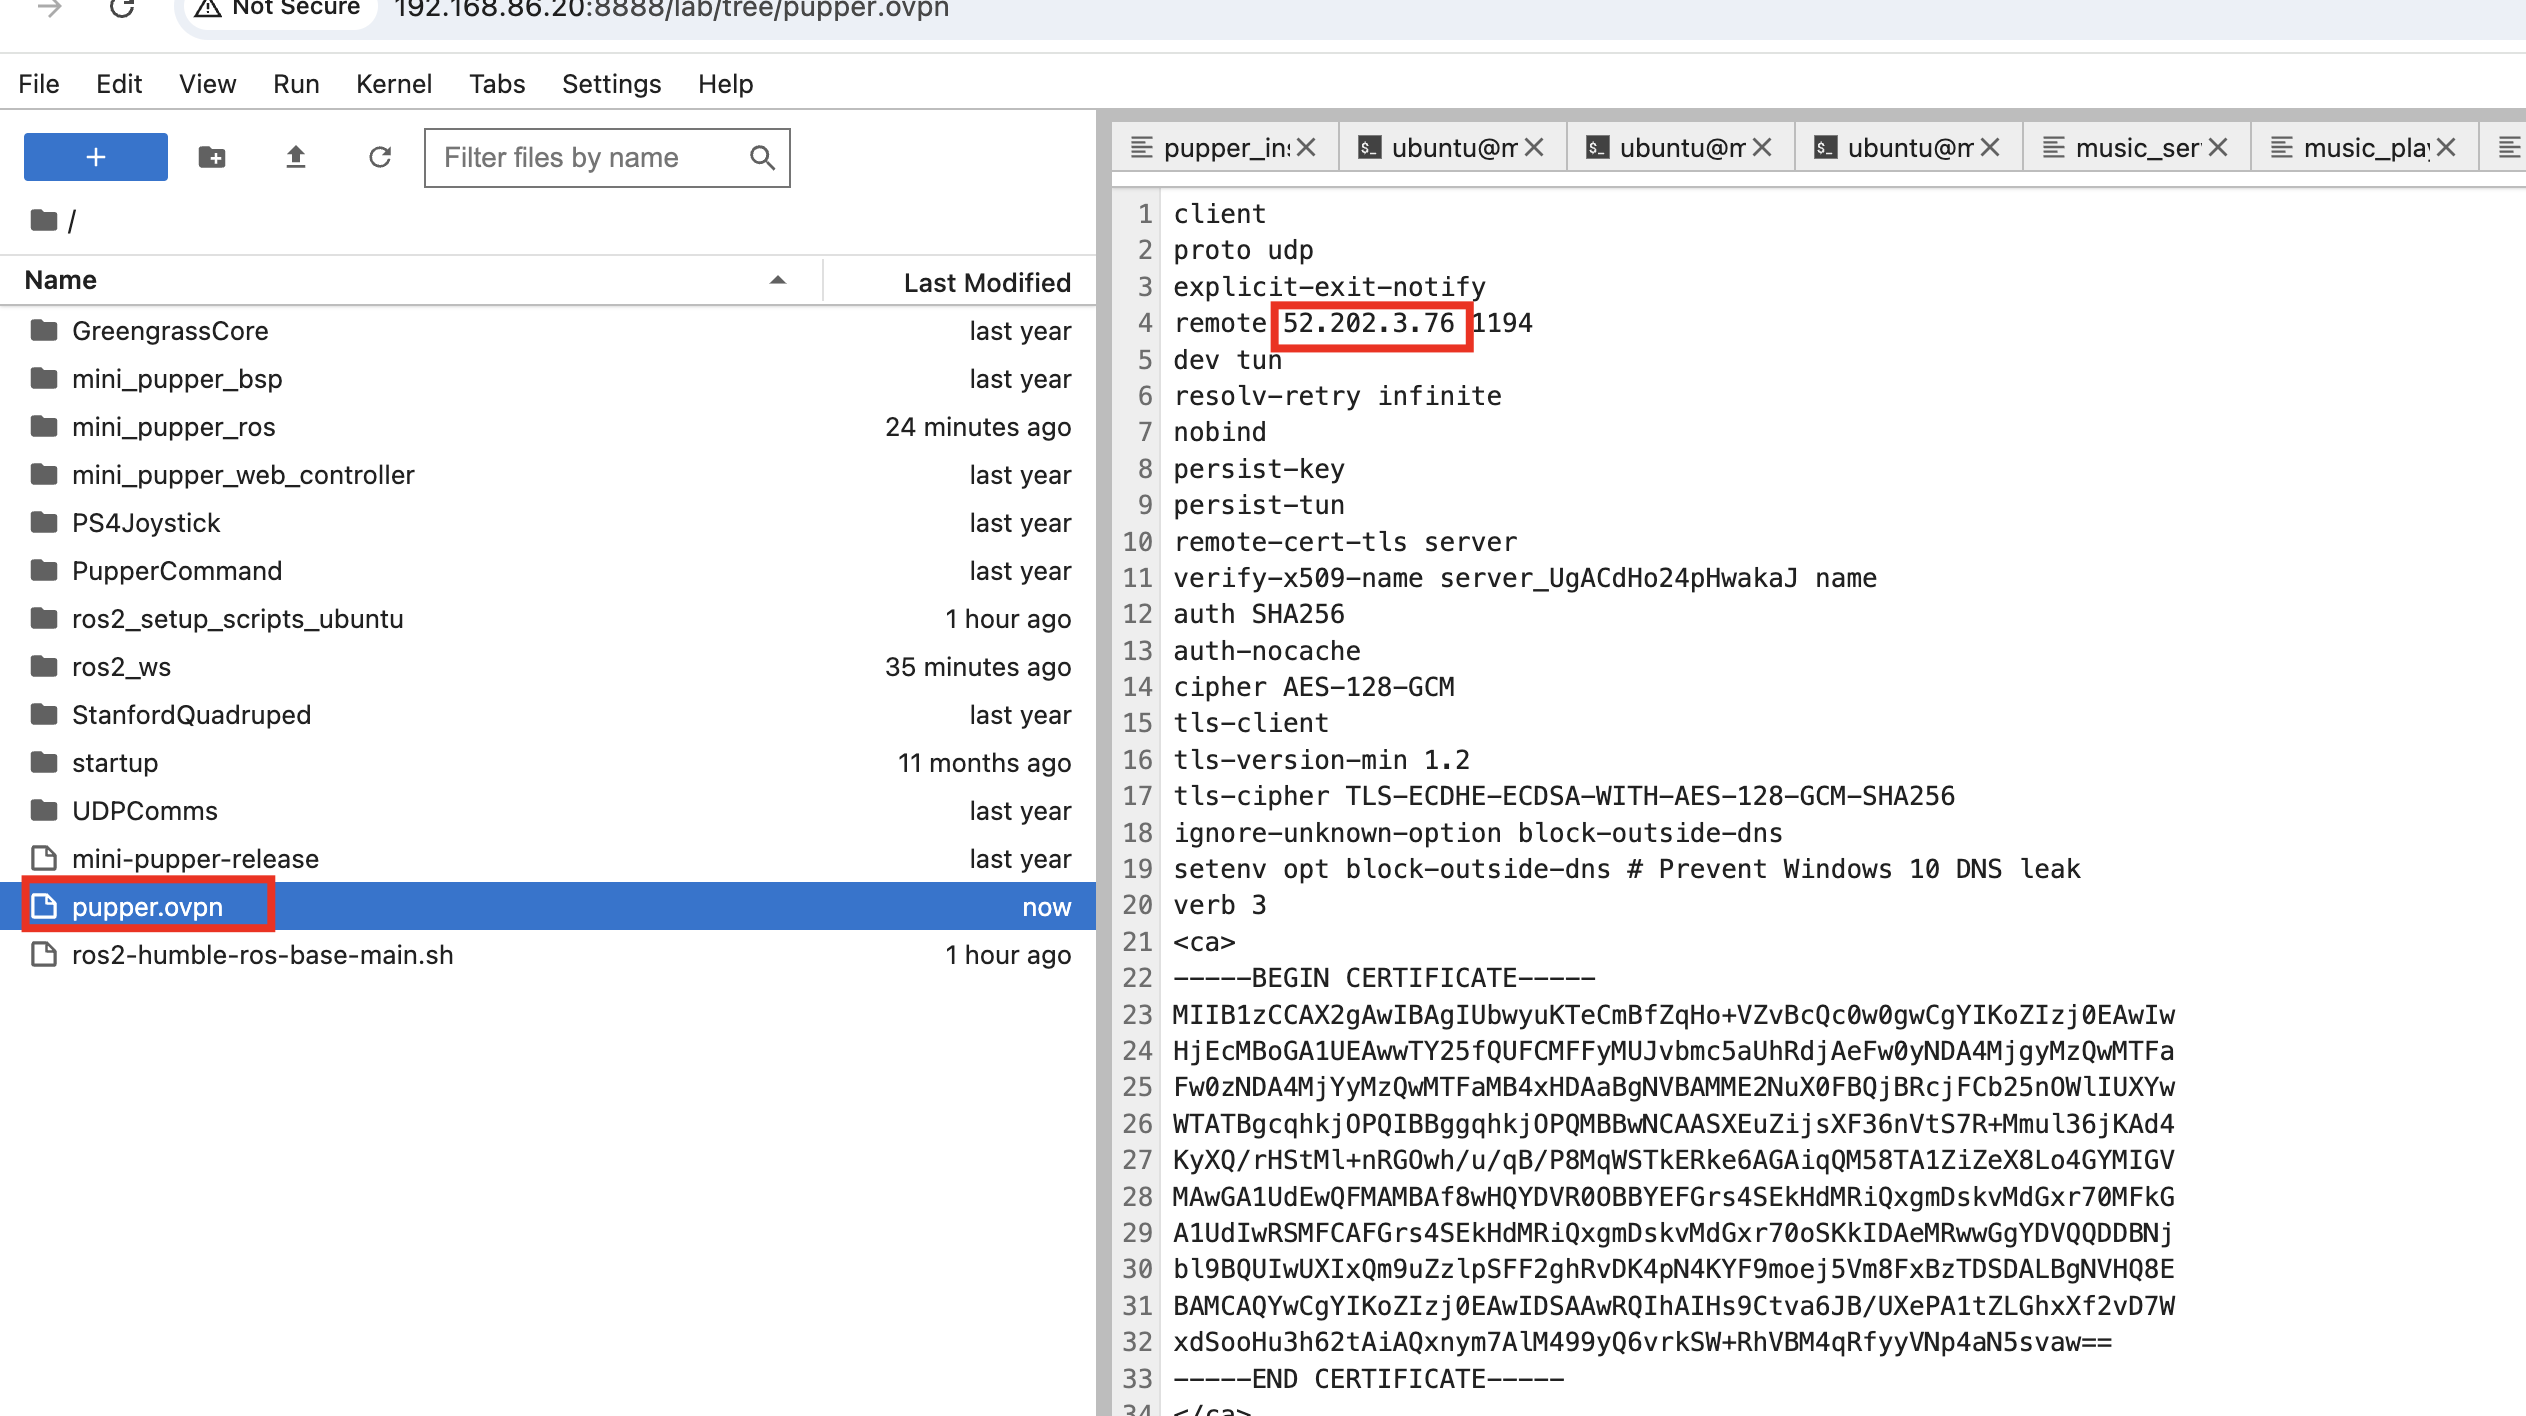 Not Secure 192.168.86.20:8888/lab/tree/pupper.ovpn
File Edit View Run Kernel Tabs Settings Help
+ Filter files by name
/
Name Last Modified
GreengrassCore last year
mini_pupper_bsp last year
mini_pupper_ros 24 minutes ago
mini_pupper_web_controller last year
PS4Joystick last year
PupperCommand last year
ros2_setup_scripts_ubuntu 1 hour ago
ros2_ws 35 minutes ago
StanfordQuadruped last year
startup 11 months ago
UDPComms last year
mini-pupper-release last year
pupper.ovpn now
ros2-humble-ros-base-main.sh 1 hour ago
pupper_ins ubuntu@m ubuntu@m ubuntu@m music_ser music_play
1 client
2 proto udp
3 explicit-exit-notify
4 remote 52.202.3.76 1194
5 dev tun
6 resolv-retry infinite
7 nobind
8 persist-key
9 persist-tun
10 remote-cert-tls server
11 verify-x509-name server_UgACdHo24pHwakaJ name
12 auth SHA256
13 auth-nocache
14 cipher AES-128-GCM
15 tls-client
16 tls-version-min 1.2
17 tls-cipher TLS-ECDHE-ECDSA-WITH-AES-128-GCM-SHA256
18 ignore-unknown-option block-outside-dns
19 setenv opt block-outside-dns # Prevent Windows 10 DNS leak
20 verb 3
21 <ca>
22 -----BEGIN CERTIFICATE-----
23 MIIB1zCCAX2gAwIBAgIUbwyuKTeCmBfZqHo+VZvBcQc0w0gwCgYIKoZIzj0EAwIw
24 HjEcMBoGA1UEAwwTY25fQUFCMFFyMUJvbmc5aUhRdjAeFw0yNDA4MjgyMzQwMTFa
25 Fw0zNDA4MjYyMzQwMTFaMB4xHDAaBgNVBAMME2NuX0FBQjBRcjFCb25nOWlIUXYw
26 WTATBgcqhkjOPQIBBggqhkjOPQMBBwNCAASXEuZijsXF36nVtS7R+Mmul36jKAd4
27 KyXQ/rHStMl+nRGOwh/u/qB/P8MqWSTkERke6AGAiqQM58TA1ZiZeX8Lo4GYMIGV
28 MAwGA1UdEwQFMAMBAf8wHQYDVR0OBBYEFGrs4SEkHdMRiQxgmDskvMdGxr70MFkG
29 A1UdIwRSMFCAFGrs4SEkHdMRiQxgmDskvMdGxr70oSKkIDAeMRwwGgYDVQQDDBNj
30 bl9BQUIwUXIxQm9uZzlpSFF2ghRvDK4pN4KYF9moej5Vm8FxBzTDSDALBgNVHQ8E
31 BAMCAQYwCgYIKoZIzj0EAwIDSAAwRQIhAIHs9Ctva6JB/UXePA1tZLGhxXf2vD7W
32 xdSooHu3h62tAiAQxnym7AlM499yQ6vrkSW+RhVBM4qRfyyVNp4aN5svaw==
33 -----END CERTIFICATE-----
34 </ca>